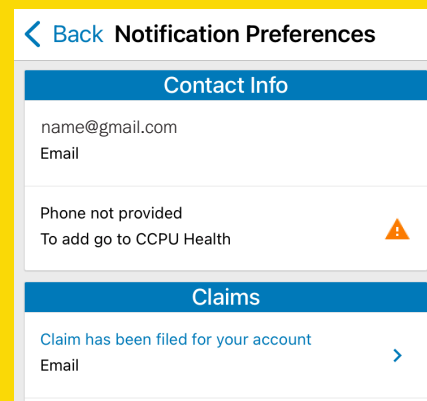 Back Notification Preferences
Contact Info
name@gmail.com
Email
Phone not provided
To add go to CCPU Health
Claims
Claim has been filed for your account
Email